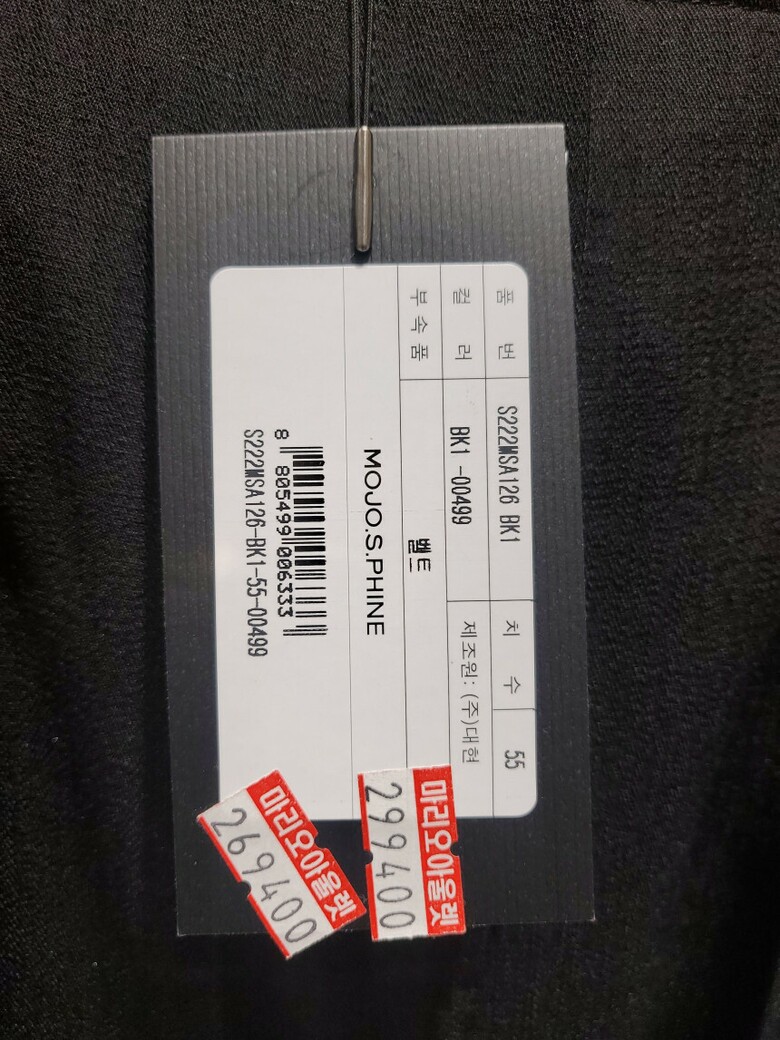 품 번 S222MSA126 BK1 치 수 55
컬 러 BK1 -00499 제조원: (주)대현
부속품 벨트
MOJO.S.PHINE
8 805499 006333
S222MSA126-BK1-55-00499
마리오아울렛
299400
마리오아울렛
269400